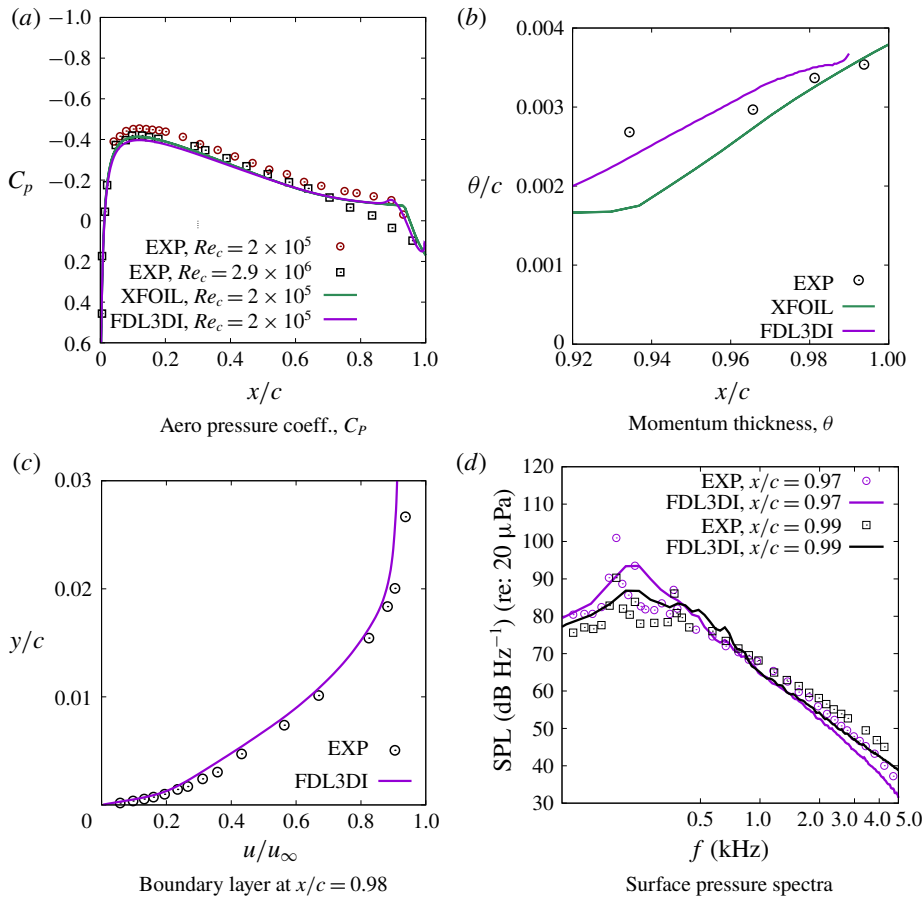 (a)
−1.0
−0.8
−0.6
−0.4
−0.2
0
0.2
0.4
0.6
C_p
EXP, Re_c = 2 × 10^5
EXP, Re_c = 2.9 × 10^6
XFOIL, Re_c = 2 × 10^5
FDL3DI, Re_c = 2 × 10^5
0 0.2 0.4 0.6 0.8 1.0
x/c
Aero pressure coeff., C_P
(b)
0.004
0.003
0.002
0.001
0
θ/c
EXP
XFOIL
FDL3DI
0.92 0.94 0.96 0.98 1.00
x/c
Momentum thickness, θ
(c)
0.03
0.02
0.01
y/c
EXP
FDL3DI
0 0.2 0.4 0.6 0.8 1.0
u/u_∞
Boundary layer at x/c = 0.98
(d)
120
110
100
90
80
70
60
50
40
30
SPL (dB Hz^−1) (re: 20 μPa)
EXP, x/c = 0.97
FDL3DI, x/c = 0.97
EXP, x/c = 0.99
FDL3DI, x/c = 0.99
0.5 1.0 2.0 3.0 4.0 5.0
f (kHz)
Surface pressure spectra